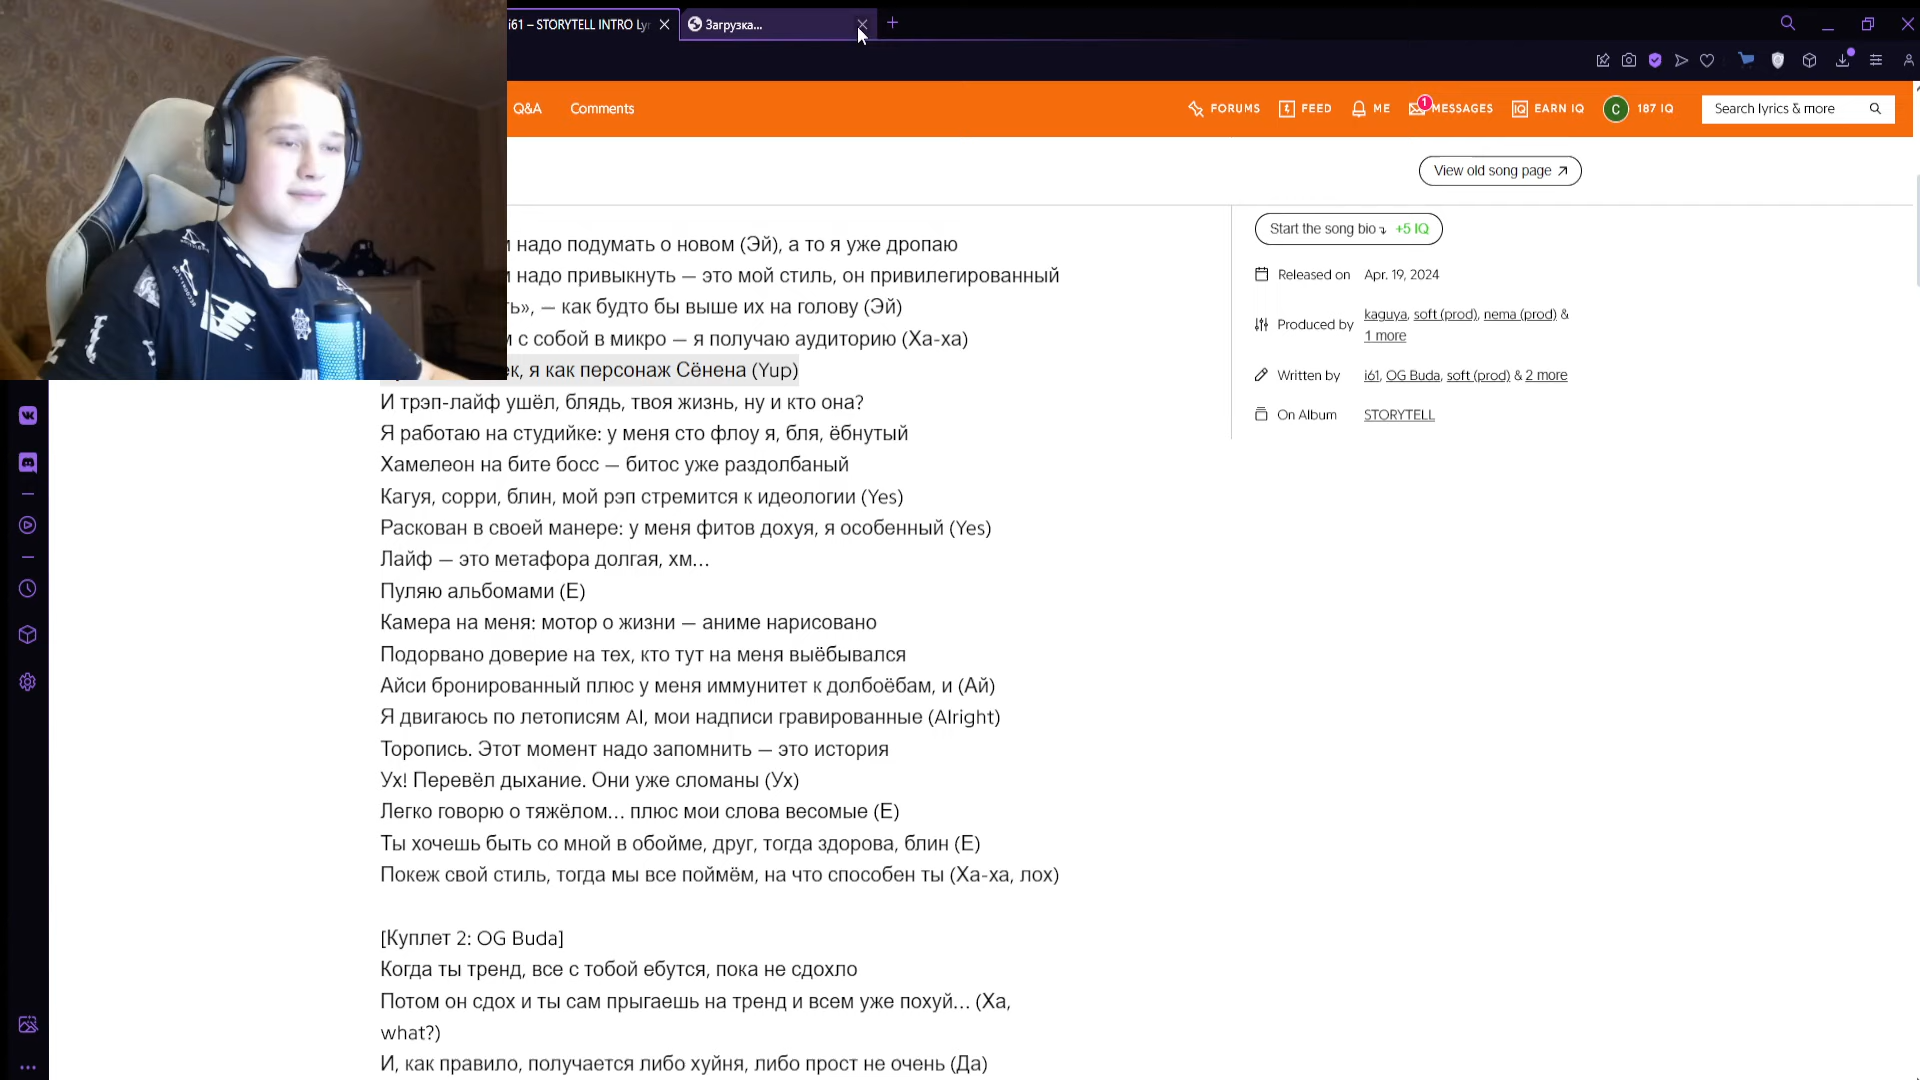 i61 – STORYTELL INTRO Ly
Загрузка...
Q&A
Comments
FORUMS
FEED
ME
1
MESSAGES
EARN IQ
C
187 IQ
Search lyrics & more
View old song page
надо подумать о новом (Эй), а то я уже дропаю
надо привыкнуть — это мой стиль, он привилегированный
ть», — как будто бы выше их на голову (Эй)
с собой в микро — я получаю аудиторию (Ха-ха)
ек, я как персонаж Сёнена (Yup)
И трэп-лайф ушёл, блядь, твоя жизнь, ну и кто она?
Я работаю на студийке: у меня сто флоу я, бля, ёбнутый
Хамелеон на бите босс — битос уже раздолбаный
Кагуя, сорри, блин, мой рэп стремится к идеологии (Yes)
Раскован в своей манере: у меня фитов дохуя, я особенный (Yes)
Лайф — это метафора долгая, хм...
Пуляю альбомами (Е)
Камера на меня: мотор о жизни — аниме нарисовано
Подорвано доверие на тех, кто тут на меня выёбывался
Айси бронированный плюс у меня иммунитет к долбоёбам, и (Ай)
Я двигаюсь по летописям AI, мои надписи гравированные (Alright)
Торопись. Этот момент надо запомнить — это история
Ух! Перевёл дыхание. Они уже сломаны (Ух)
Легко говорю о тяжёлом... плюс мои слова весомые (Е)
Ты хочешь быть со мной в обойме, друг, тогда здорова, блин (Е)
Покеж свой стиль, тогда мы все поймём, на что способен ты (Ха-ха, лох)
[Куплет 2: OG Buda]
Когда ты тренд, все с тобой ебутся, пока не сдохло
Потом он сдох и ты сам прыгаешь на тренд и всем уже похуй... (Ха,
what?)
И, как правило, получается либо хуйня, либо прост не очень (Да)
Start the song bio +5 IQ
Released on Apr. 19, 2024
Produced by kaguya, soft (prod), nema (prod) &
1 more
Written by i61, OG Buda, soft (prod) & 2 more
On Album STORYTELL